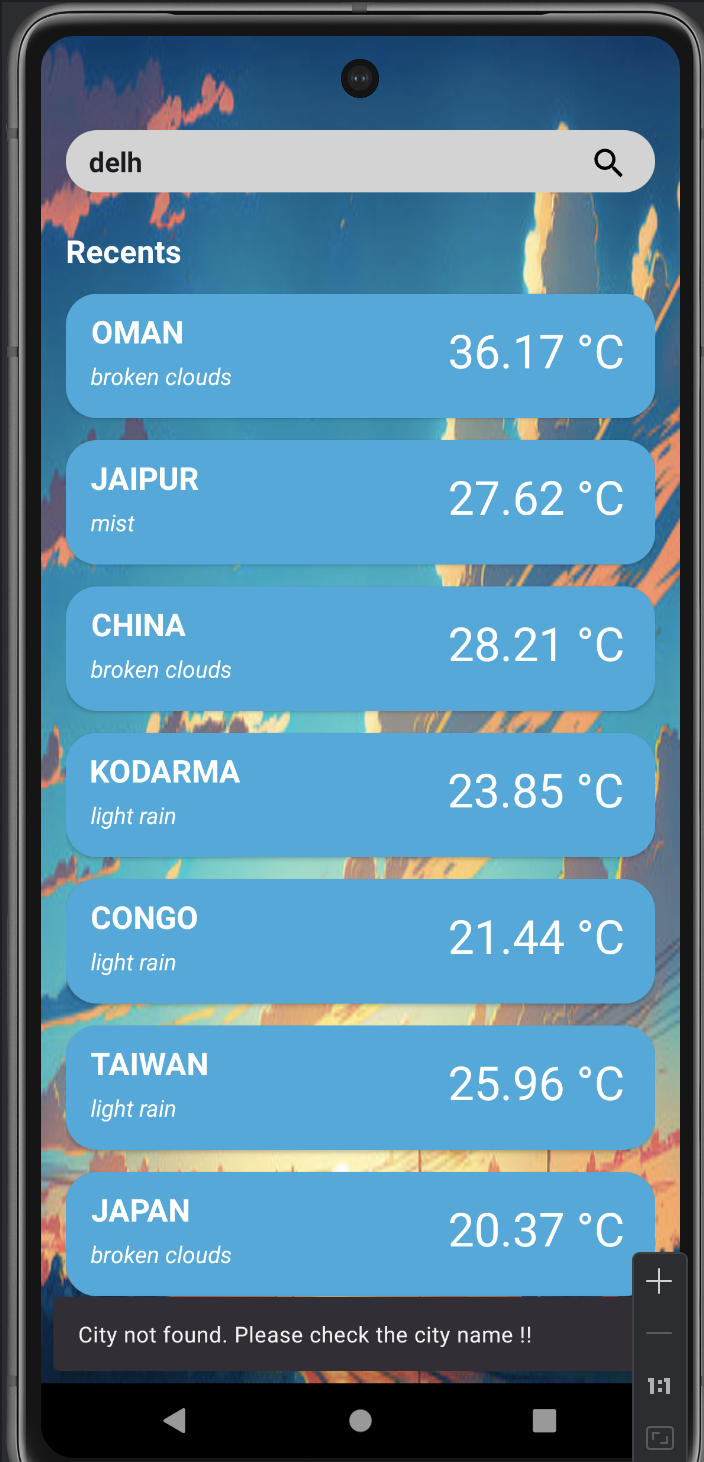 delh
Recents
OMAN
36.17 °C
broken clouds
JAIPUR
27.62 °C
mist
CHINA
28.21 °C
broken clouds
KODARMA
23.85 °C
light rain
CONGO
21.44 °C
light rain
TAIWAN
25.96 °C
light rain
JAPAN
20.37 °C
broken clouds
City not found. Please check the city name !!
1:1